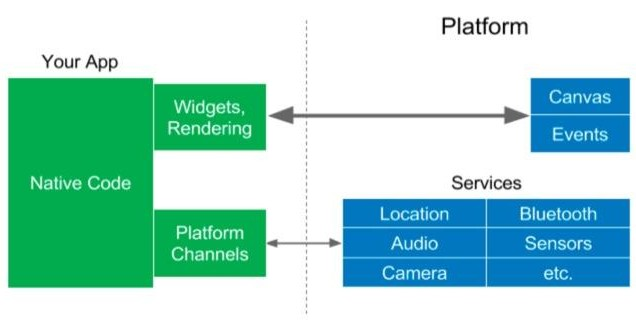 Platform
Your App
Widgets,
Rendering
Native Code
Platform
Channels
Canvas
Events
Services
Location
Bluetooth
Audio
Sensors
Camera
etc.